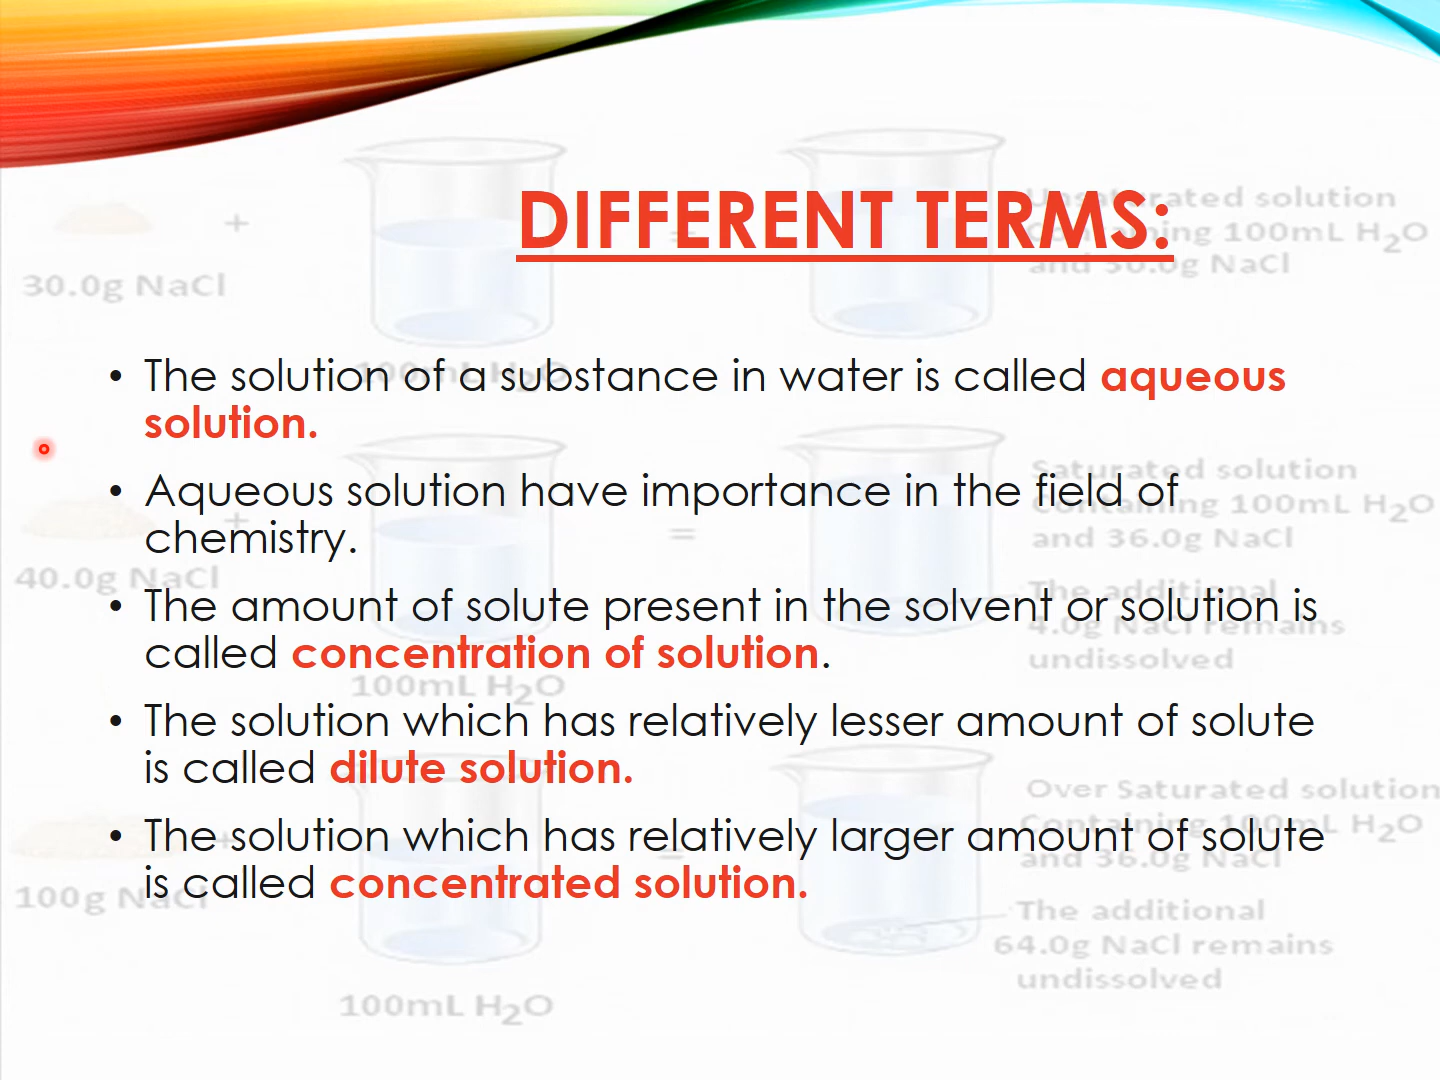 DIFFERENT TERMS:
• The solution of a substance in water is called aqueous
solution.
• Aqueous solution have importance in the field of
chemistry.
• The amount of solute present in the solvent or solution is
called concentration of solution.
• The solution which has relatively lesser amount of solute
is called dilute solution.
• The solution which has relatively larger amount of solute
is called concentrated solution.
+
30.0g NaCl
100mL H₂O
=
Unsaturated solution
Containing 100mL H₂O
and 30.0g NaCl
+
40.0g NaCl
100mL H₂O
=
Saturated solution
Containing 100mL H₂O
and 36.0g NaCl
The additional
4.0g NaCl remains
undissolved
+
100g NaCl
100mL H₂O
=
Over Saturated solution
Containing 100mL H₂O
and 36.0g NaCl
The additional
64.0g NaCl remains
undissolved